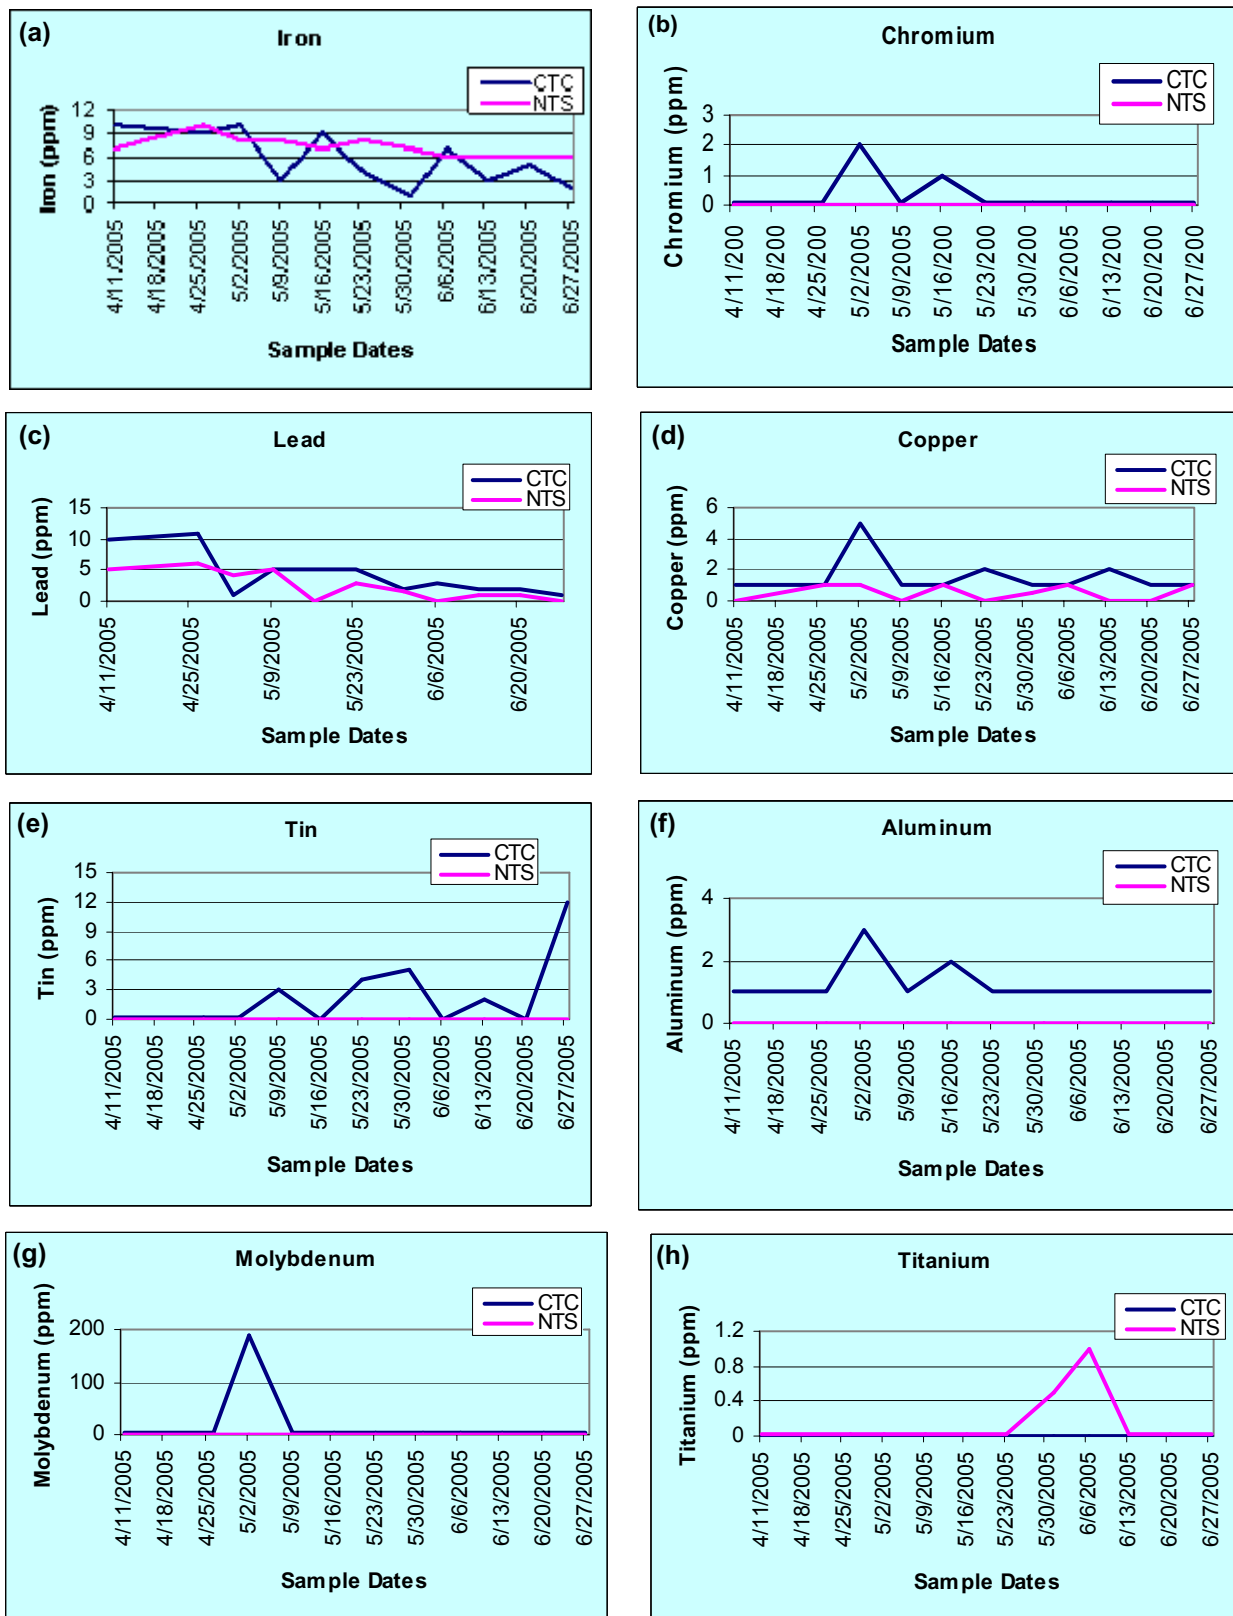 (a)
Iron
CTC
NTS
Iron (ppm)
12
9
6
3
0
4/11/2005
4/18/2005
4/25/2005
5/2/2005
5/9/2005
5/16/2005
5/23/2005
5/30/2005
6/6/2005
6/13/2005
6/20/2005
6/27/2005
Sample Dates
(b)
Chromium
CTC
NTS
Chromium (ppm)
3
2
1
0
4/11/200
4/18/200
4/25/200
5/2/2005
5/9/2005
5/16/200
5/23/200
5/30/200
6/6/2005
6/13/200
6/20/200
6/27/200
Sample Dates
(c)
Lead
CTC
NTS
Lead (ppm)
15
10
5
0
4/11/2005
4/25/2005
5/9/2005
5/23/2005
6/6/2005
6/20/2005
Sample Dates
(d)
Copper
CTC
NTS
Copper (ppm)
6
4
2
0
4/11/2005
4/18/2005
4/25/2005
5/2/2005
5/9/2005
5/16/2005
5/23/2005
5/30/2005
6/6/2005
6/13/2005
6/20/2005
6/27/2005
Sample Dates
(e)
Tin
CTC
NTS
Tin (ppm)
15
12
9
6
3
0
4/11/2005
4/18/2005
4/25/2005
5/2/2005
5/9/2005
5/16/2005
5/23/2005
5/30/2005
6/6/2005
6/13/2005
6/20/2005
6/27/2005
Sample Dates
(f)
Aluminum
CTC
NTS
Aluminum (ppm)
4
2
0
4/11/2005
4/18/2005
4/25/2005
5/2/2005
5/9/2005
5/16/2005
5/23/2005
5/30/2005
6/6/2005
6/13/2005
6/20/2005
6/27/2005
Sample Dates
(g)
Molybdenum
CTC
NTS
Molybdenum (ppm)
200
100
0
4/11/2005
4/18/2005
4/25/2005
5/2/2005
5/9/2005
5/16/2005
5/23/2005
5/30/2005
6/6/2005
6/13/2005
6/20/2005
6/27/2005
Sample Dates
(h)
Titanium
CTC
NTS
Titanium (ppm)
1.2
0.8
0.4
0
4/11/2005
4/18/2005
4/25/2005
5/2/2005
5/9/2005
5/16/2005
5/23/2005
5/30/2005
6/6/2005
6/13/2005
6/20/2005
6/27/2005
Sample Dates